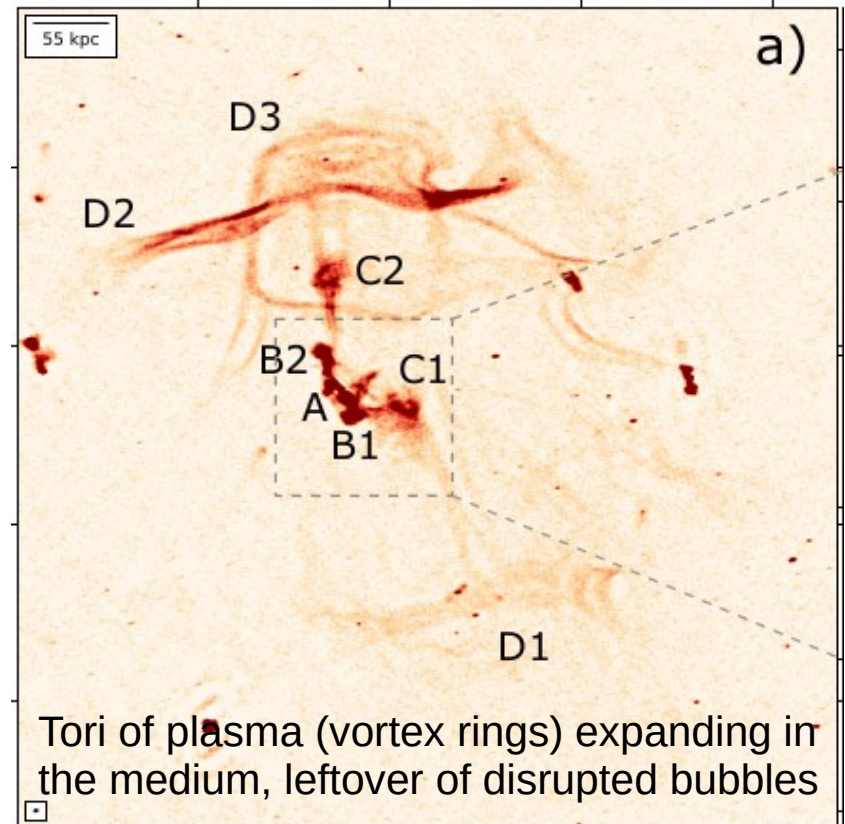 55 kpc
a)
D3
D2
C2
B2
C1
A
B1
D1
Tori of plasma (vortex rings) expanding in
the medium, leftover of disrupted bubbles